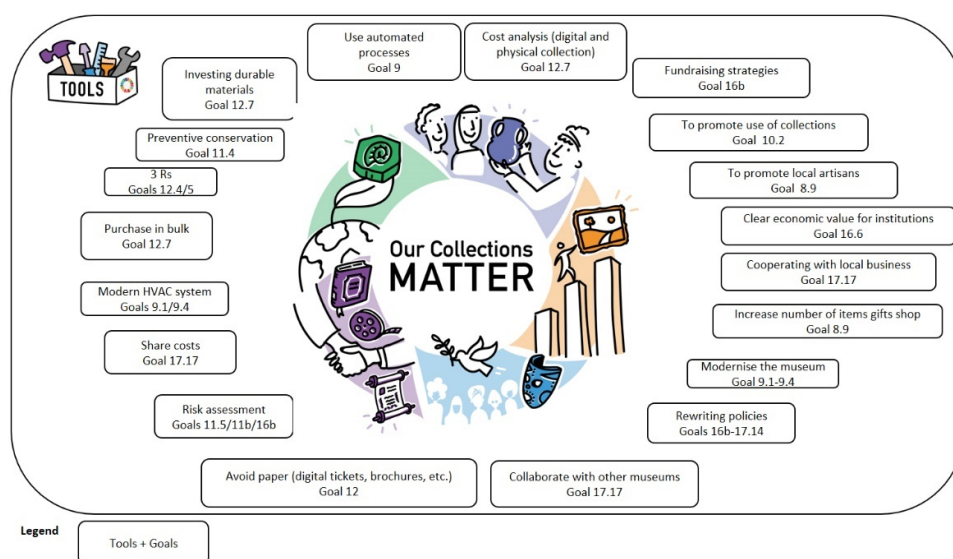 TOOLS
Use automated
processes
Goal 9
Cost analysis (digital and
physical collection)
Goal 12.7
Investing durable
materials
Goal 12.7
Fundraising strategies
Goal 16b
Preventive conservation
Goal 11.4
To promote use of collections
Goal 10.2
3 Rs
Goals 12.4/5
To promote local artisans
Goal 8.9
Purchase in bulk
Goal 12.7
Clear economic value for institutions
Goal 16.6
Our Collections
MATTER
Cooperating with local business
Goal 17.17
Modern HVAC system
Goals 9.1/9.4
Increase number of items gifts shop
Goal 8.9
Share costs
Goal 17.17
Modernise the museum
Goal 9.1-9.4
Risk assessment
Goals 11.5/11b/16b
Rewriting policies
Goals 16b-17.14
Avoid paper (digital tickets, brochures, etc.)
Goal 12
Collaborate with other museums
Goal 17.17
Legend
Tools + Goals